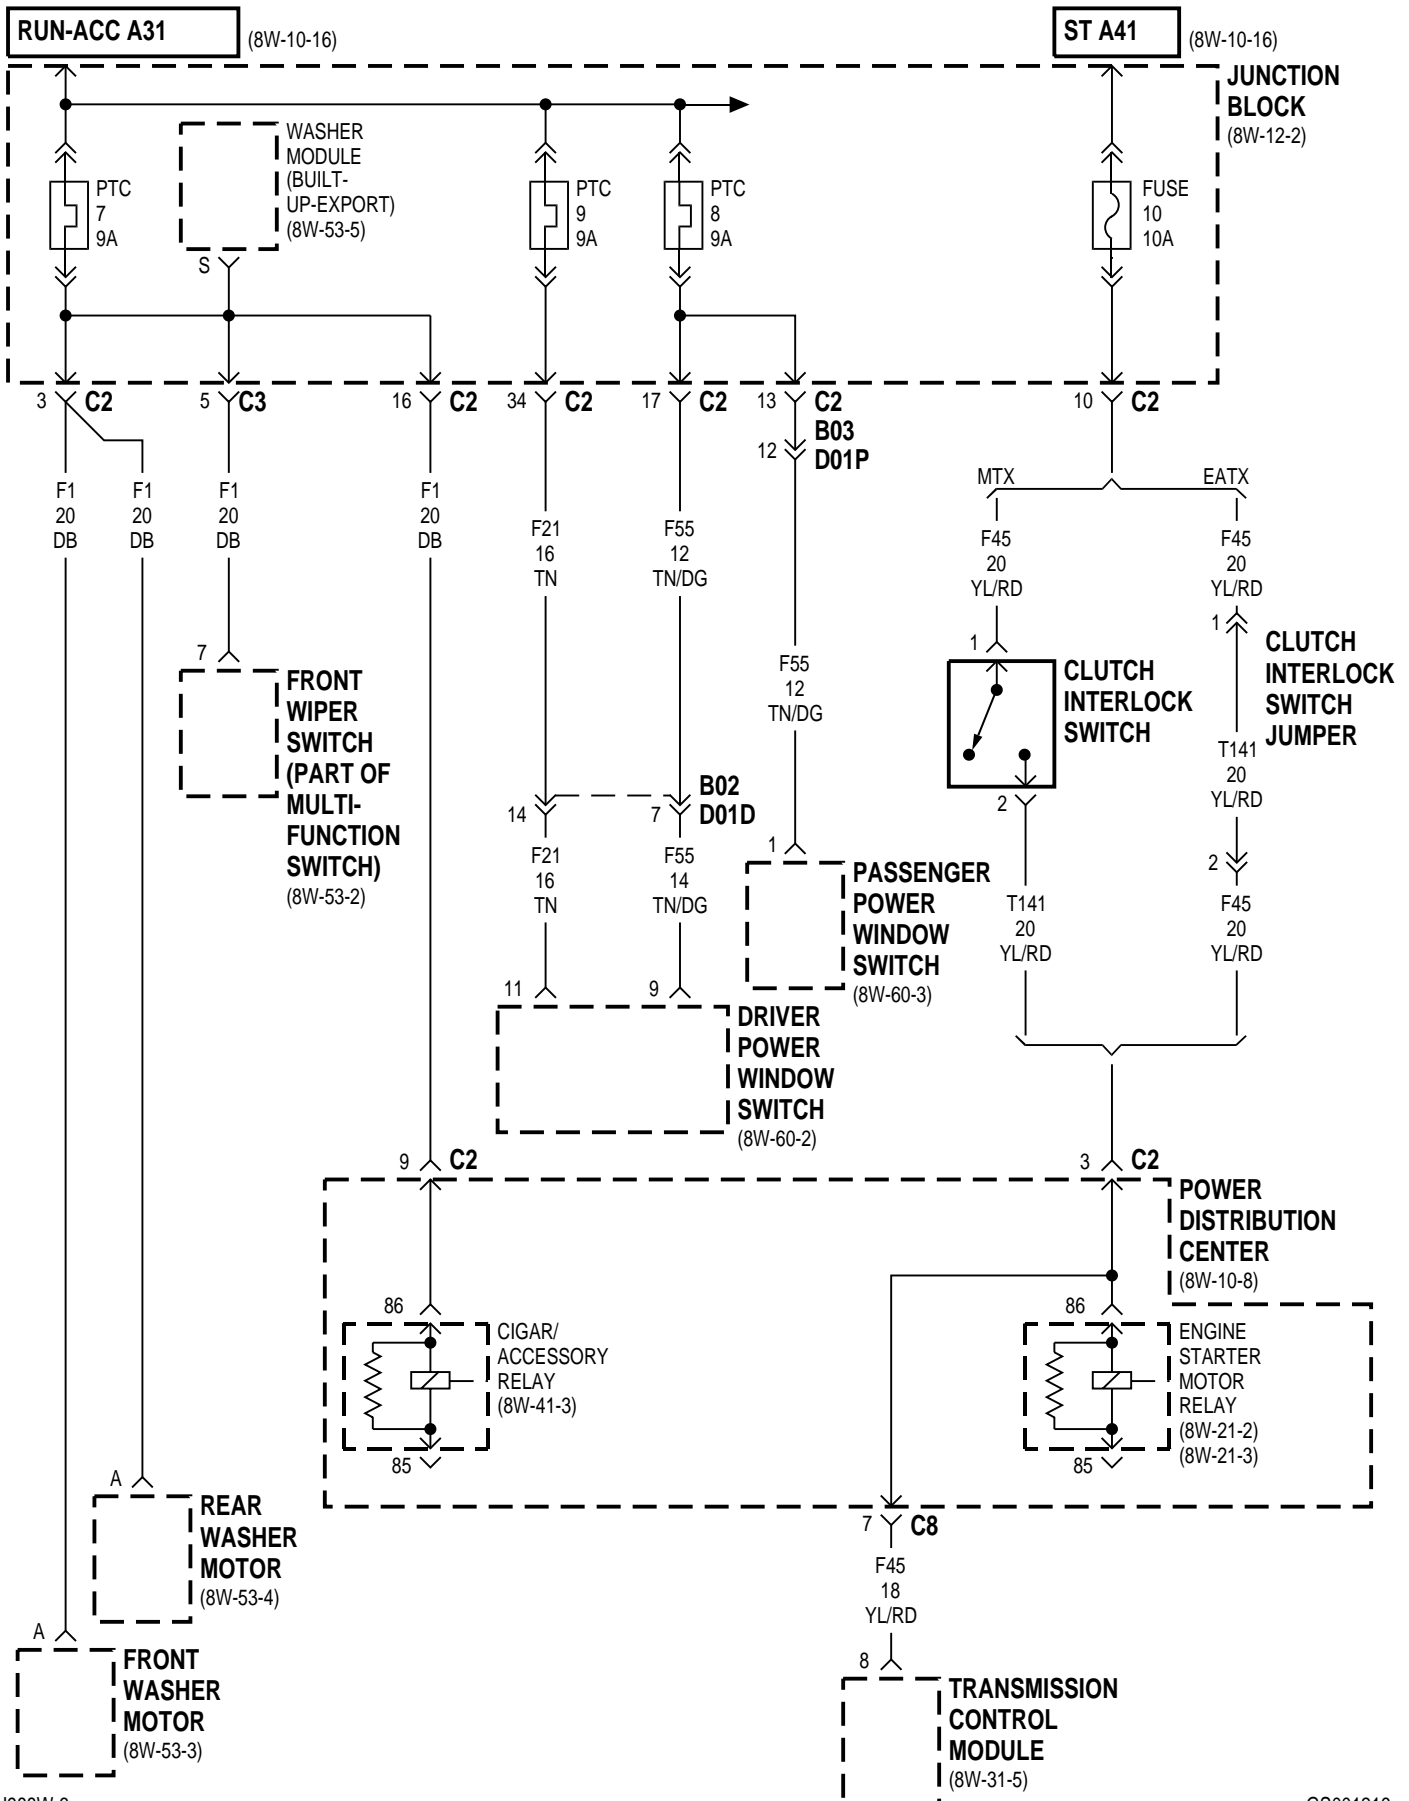 RUN-ACC A31
(8W-10-16)
ST A41
(8W-10-16)
JUNCTION
BLOCK
(8W-12-2)
WASHER
MODULE
(BUILT-
UP-EXPORT)
(8W-53-5)
S
PTC
7
9A
PTC
9
9A
PTC
8
9A
FUSE
10
10A
3 C2
5 C3
16 C2
34 C2
17 C2
13 C2
B03
12 D01P
10 C2
MTX
EATX
F1
20
DB
F1
20
DB
F1
20
DB
F1
20
DB
F21
16
TN
F55
12
TN/DG
F55
12
TN/DG
F45
20
YL/RD
F45
20
YL/RD
1
CLUTCH
INTERLOCK
SWITCH
2
1
CLUTCH
INTERLOCK
SWITCH
JUMPER
T141
20
YL/RD
2
7
FRONT
WIPER
SWITCH
(PART OF
MULTI-
FUNCTION
SWITCH)
(8W-53-2)
B02
14 7 D01D
F21
16
TN
F55
14
TN/DG
1
PASSENGER
POWER
WINDOW
SWITCH
(8W-60-3)
T141
20
YL/RD
F45
20
YL/RD
11 9
DRIVER
POWER
WINDOW
SWITCH
(8W-60-2)
9 C2
3 C2
POWER
DISTRIBUTION
CENTER
(8W-10-8)
86
CIGAR/
ACCESSORY
RELAY
(8W-41-3)
85
86
ENGINE
STARTER
MOTOR
RELAY
(8W-21-2)
(8W-21-3)
85
A
REAR
WASHER
MOTOR
(8W-53-4)
7 C8
F45
18
YL/RD
8
TRANSMISSION
CONTROL
MODULE
(8W-31-5)
A
FRONT
WASHER
MOTOR
(8W-53-3)